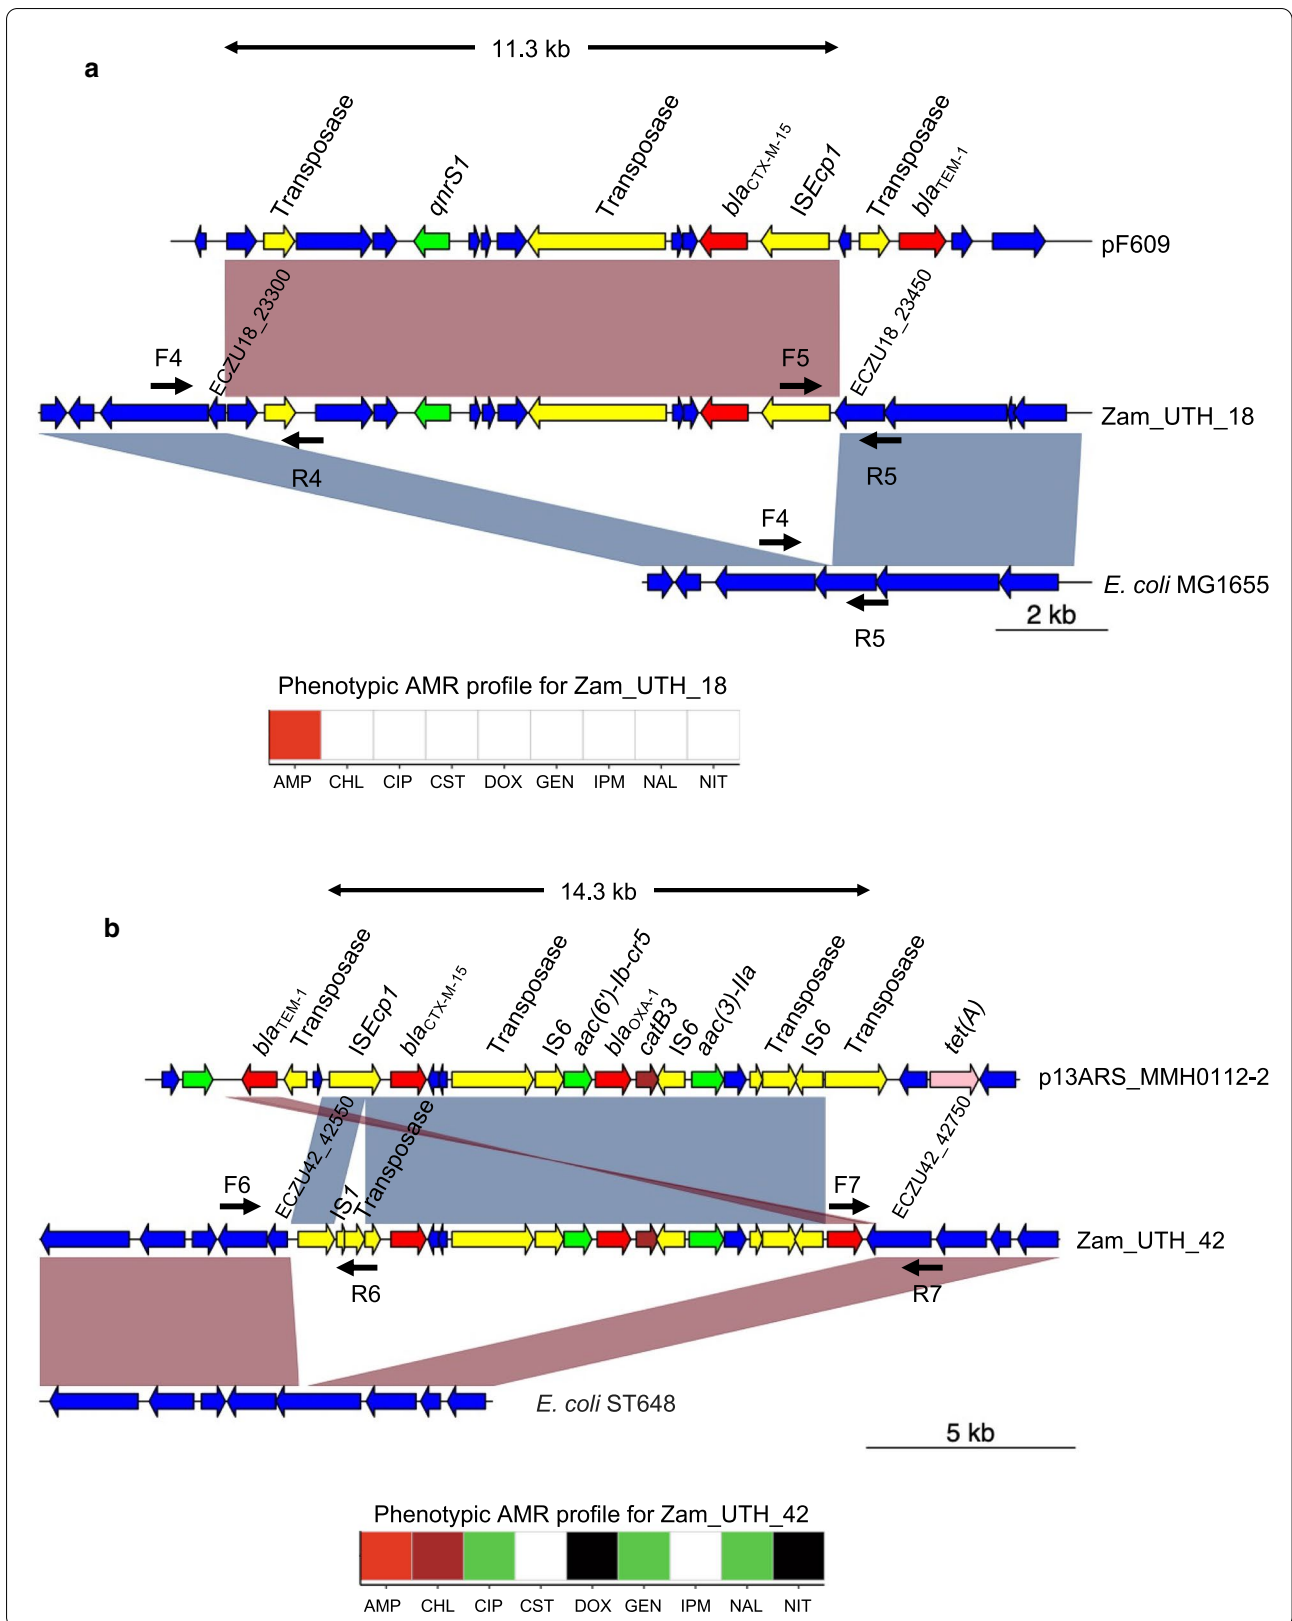 11.3 kb
a
Transposase
qnrS1
Transposase
blaCTX-M-15
ISEcp1
Transposase
blaTEM-1
pF609
ECZU18_23300
ECZU18_23450
F4
F5
Zam_UTH_18
R4
R5
F4
E. coli MG1655
R5
2 kb
Phenotypic AMR profile for Zam_UTH_18
AMP CHL CIP CST DOX GEN IPM NAL NIT
14.3 kb
b
blaTEM-1
Transposase
ISEcp1
blaCTX-M-15
Transposase
IS6
aac(6')-Ib-cr5
blaOXA-1
catB3
IS6
aac(3)-IIa
Transposase
IS6
Transposase
tet(A)
p13ARS_MMH0112-2
ECZU42_42550
IS1
Transposase
ECZU42_42750
F6
F7
Zam_UTH_42
R6
R7
E. coli ST648
5 kb
Phenotypic AMR profile for Zam_UTH_42
AMP CHL CIP CST DOX GEN IPM NAL NIT